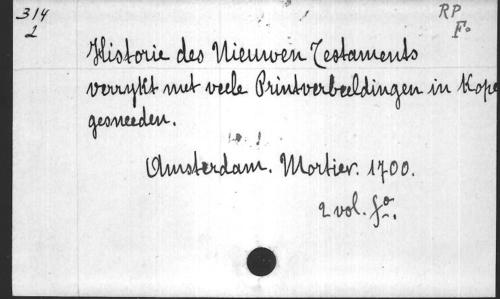 314
2
RP
F.
Historie des Nieuwen Testaments
verrykt met veele Printverbeeldingen in Kope
gesneeden.
Amsterdam. Mortier. 1700.
2 vol. fo.